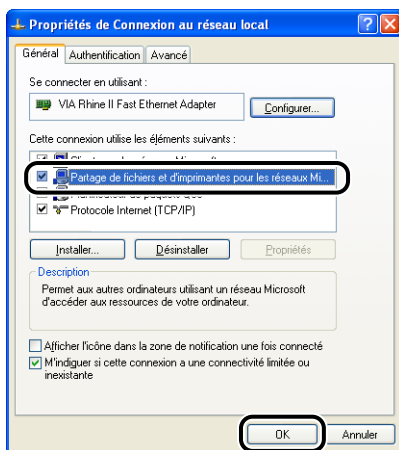 Propriétés de Connexion au réseau local
Général Authentification Avancé
Se connecter en utilisant :
VIA Rhine II Fast Ethernet Adapter Configurer...
Cette connexion utilise les éléments suivants :
Partage de fichiers et d'imprimantes pour les réseaux Mi...
Protocole Internet (TCP/IP)
Installer... Désinstaller Propriétés
Description
Permet aux autres ordinateurs utilisant un réseau Microsoft
d'accéder aux ressources de votre ordinateur.
Afficher l'icône dans la zone de notification une fois connecté
M'indiquer si cette connexion a une connectivité limitée ou
inexistante
OK Annuler